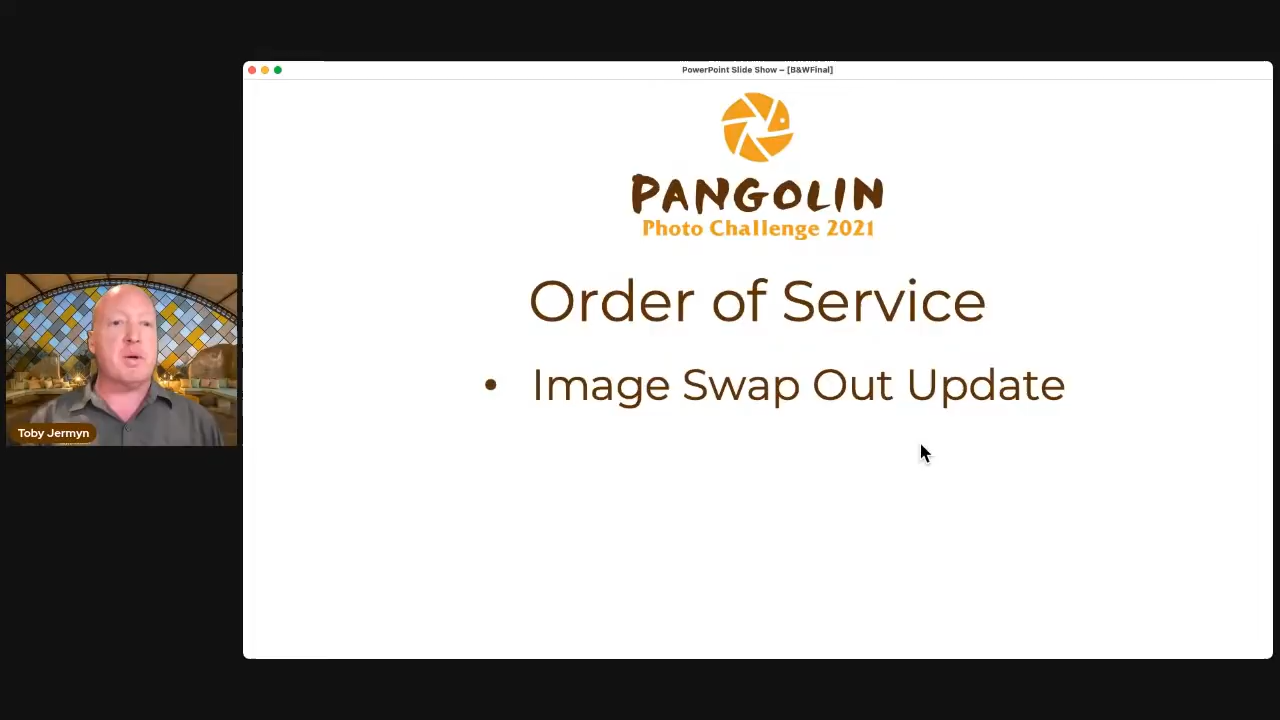 PowerPoint Slide Show – [B&WFinal]
PANGOLIN
Photo Challenge 2021
Order of Service
• Image Swap Out Update
Toby Jermyn